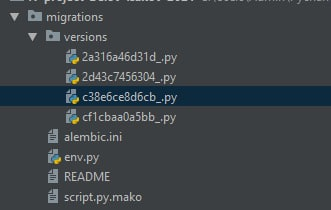 migrations
versions
2a316a46d31d_.py
2d43c7456304_.py
c38e6ce8d6cb_.py
cf1cbaa0a5bb_.py
alembic.ini
env.py
README
script.py.mako